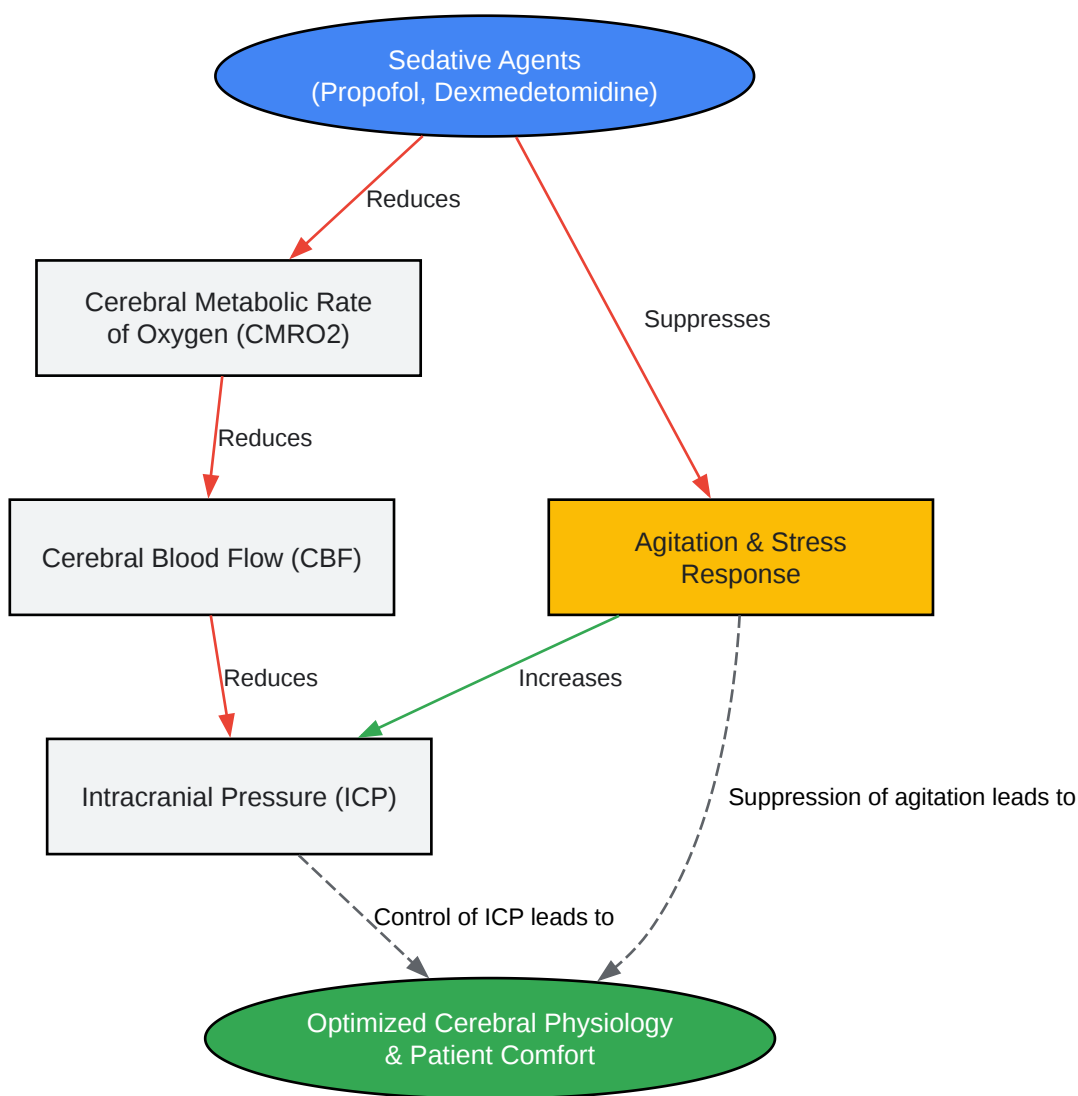 Sedative Agents
(Propofol, Dexmedetomidine)
Reduces
Cerebral Metabolic Rate
of Oxygen (CMRO2)
Suppresses
Reduces
Cerebral Blood Flow (CBF)
Agitation & Stress
Response
Reduces
Increases
Intracranial Pressure (ICP)
Suppression of agitation leads to
Control of ICP leads to
Optimized Cerebral Physiology
& Patient Comfort